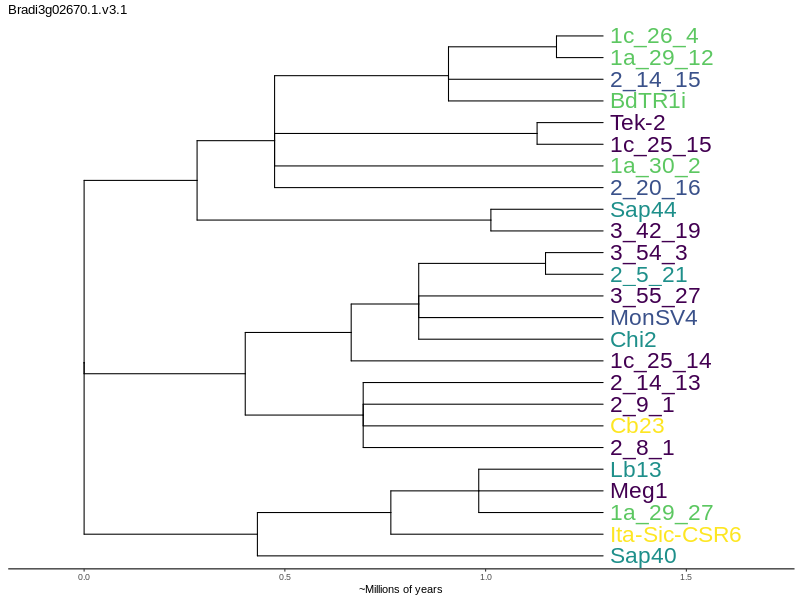 Bradi3g02670.1.v3.1
1c_26_4
1a_29_12
2_14_15
BdTR1i
Tek-2
1c_25_15
1a_30_2
2_20_16
Sap44
3_42_19
3_54_3
2_5_21
3_55_27
MonSV4
Chi2
1c_25_14
2_14_13
2_9_1
Cb23
2_8_1
Lb13
Meg1
1a_29_27
Ita-Sic-CSR6
Sap40
0.0 0.5 1.0 1.5
~Millions of years